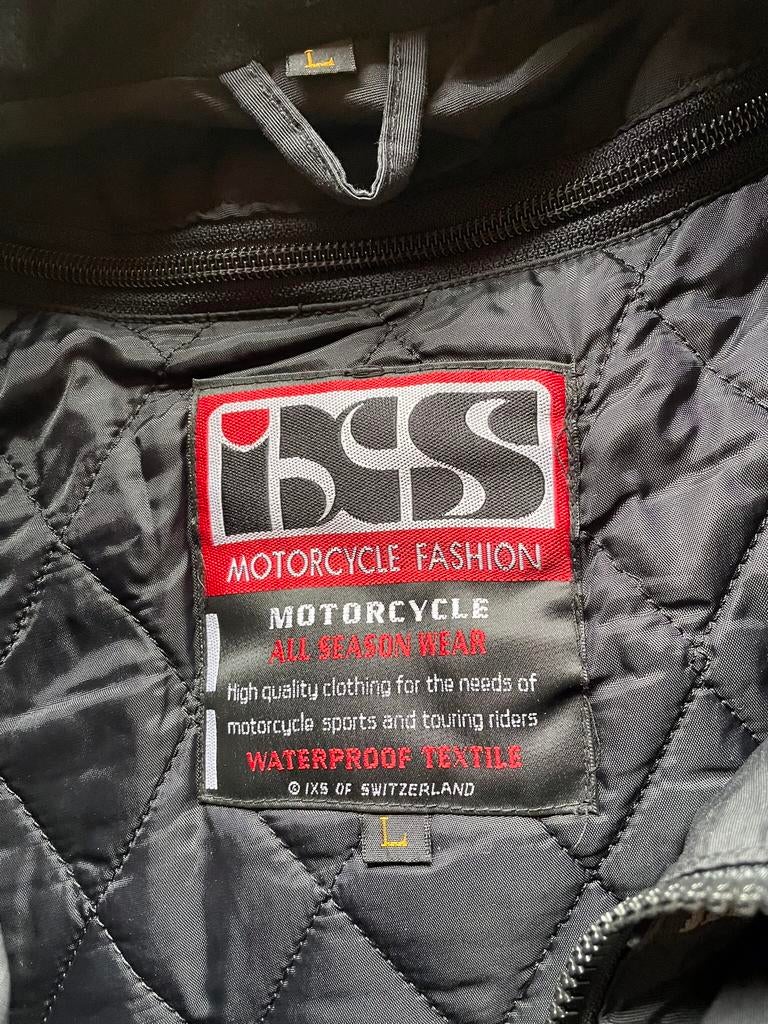 L
iXS
MOTORCYCLE FASHION
MOTORCYCLE
ALL SEASON WEAR
High quality clothing for the needs of
motorcycle sports and touring riders
WATERPROOF TEXTILE
© IXS OF SWITZERLAND
L